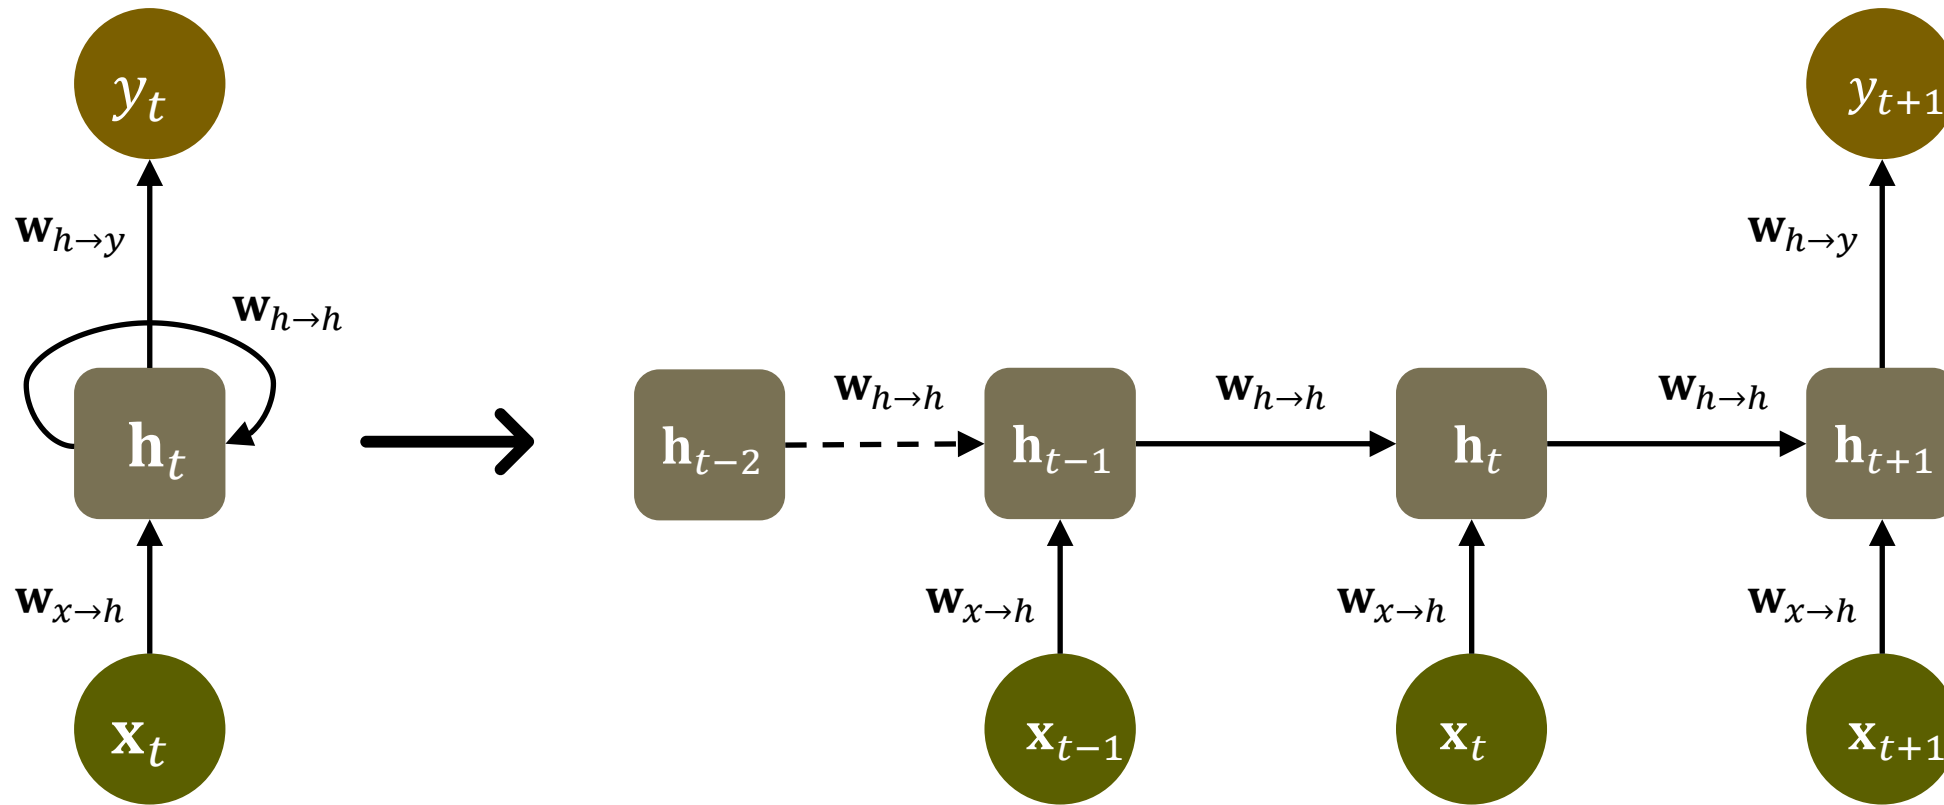 y_t
y_{t+1}
w_{h→y}
w_{h→y}
w_{h→h}
w_{h→h}
w_{h→h}
w_{h→h}
h_t
h_{t−2}
h_{t−1}
h_t
h_{t+1}
w_{x→h}
w_{x→h}
w_{x→h}
w_{x→h}
x_t
x_{t−1}
x_t
x_{t+1}